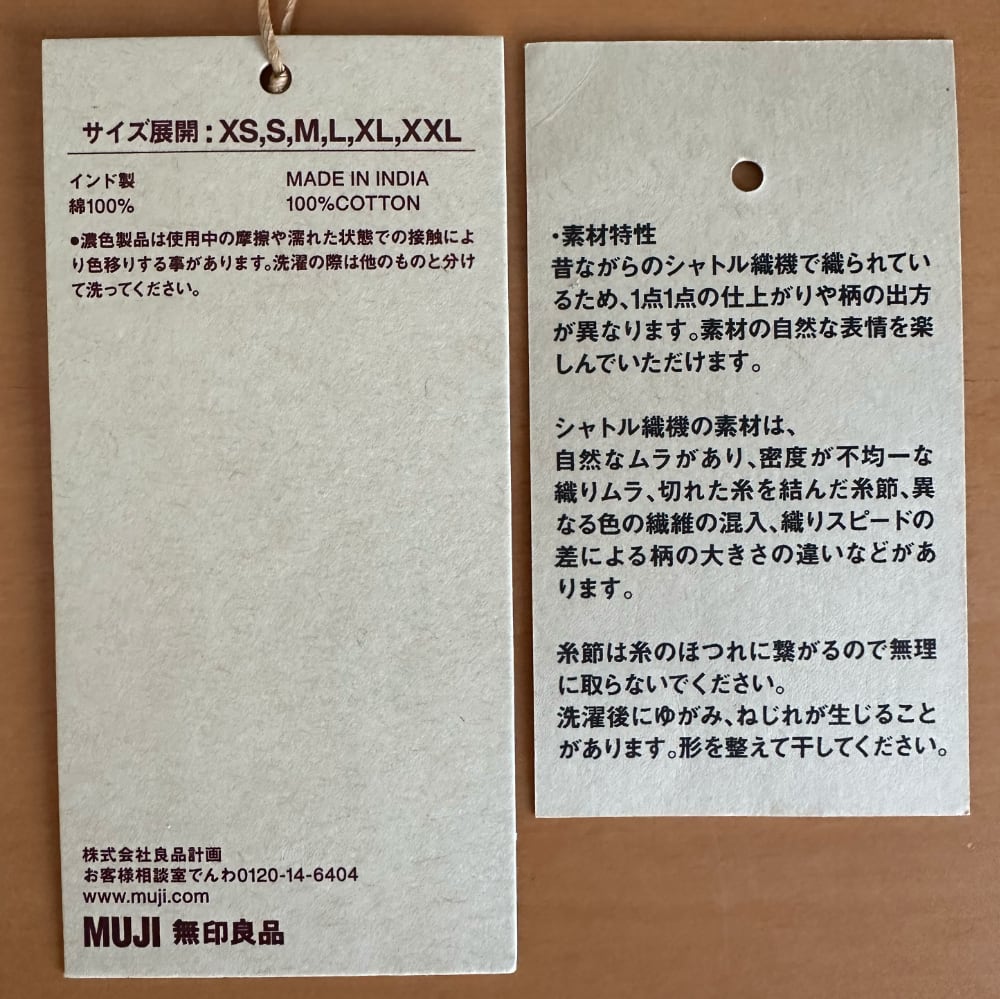 サイズ展開：XS,S,M,L,XL,XXL
インド製 MADE IN INDIA
綿100% 100%COTTON
●濃色製品は使用中の摩擦や濡れた状態での接触によ
り色移りする事があります。洗濯の際は他のものと分け
て洗ってください。
株式会社良品計画
お客様相談室でんわ0120-14-6404
www.muji.com
MUJI 無印良品
・素材特性
昔ながらのシャトル織機で織られてい
るため、1点1点の仕上がりや柄の出方
が異なります。素材の自然な表情を楽
しんでいただけます。
シャトル織機の素材は、
自然なムラがあり、密度が不均一な
織りムラ、切れた糸を結んだ糸節、異
なる色の繊維の混入、織りスピードの
差による柄の大きさの違いなどがあ
ります。
糸節は糸のほつれに繋がるので無理
に取らないでください。
洗濯後にゆがみ、ねじれが生じること
があります。形を整えて干してください。